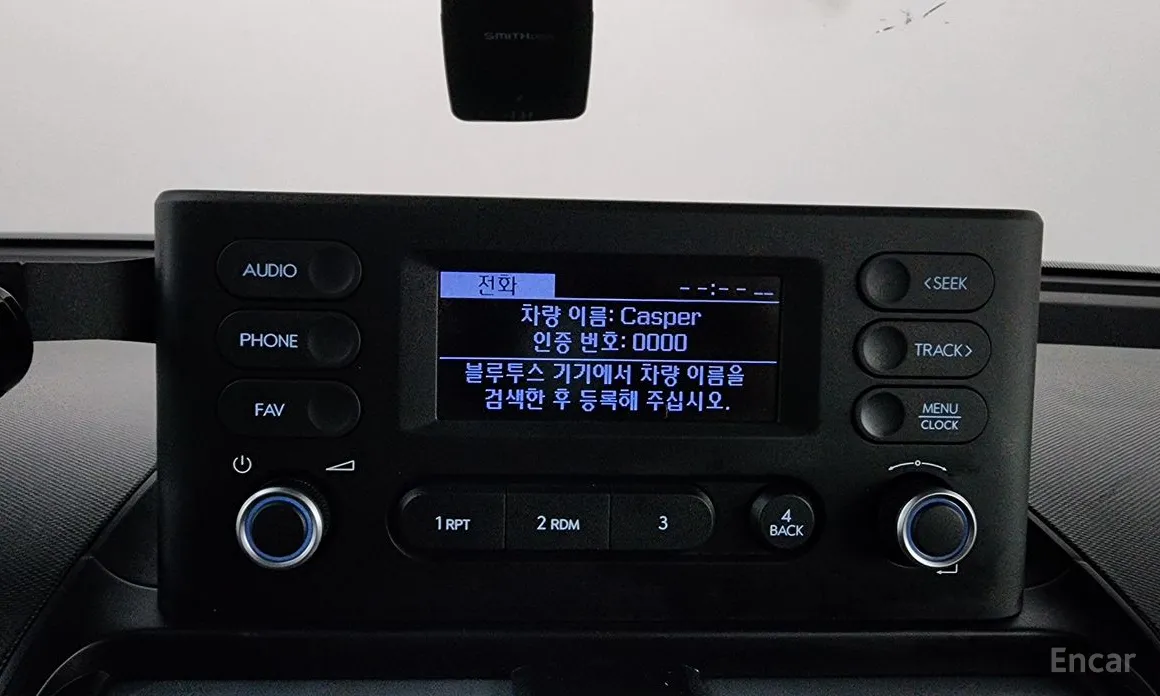 SMITH
AUDIO
PHONE
FAV
전화 --:-- --
차량 이름: Casper
인증 번호: 0000
블루투스 기기에서 차량 이름을
검색한 후 등록해 주십시오.
<SEEK
TRACK>
MENU
CLOCK
1 RPT
2 RDM
3
4
BACK
Encar